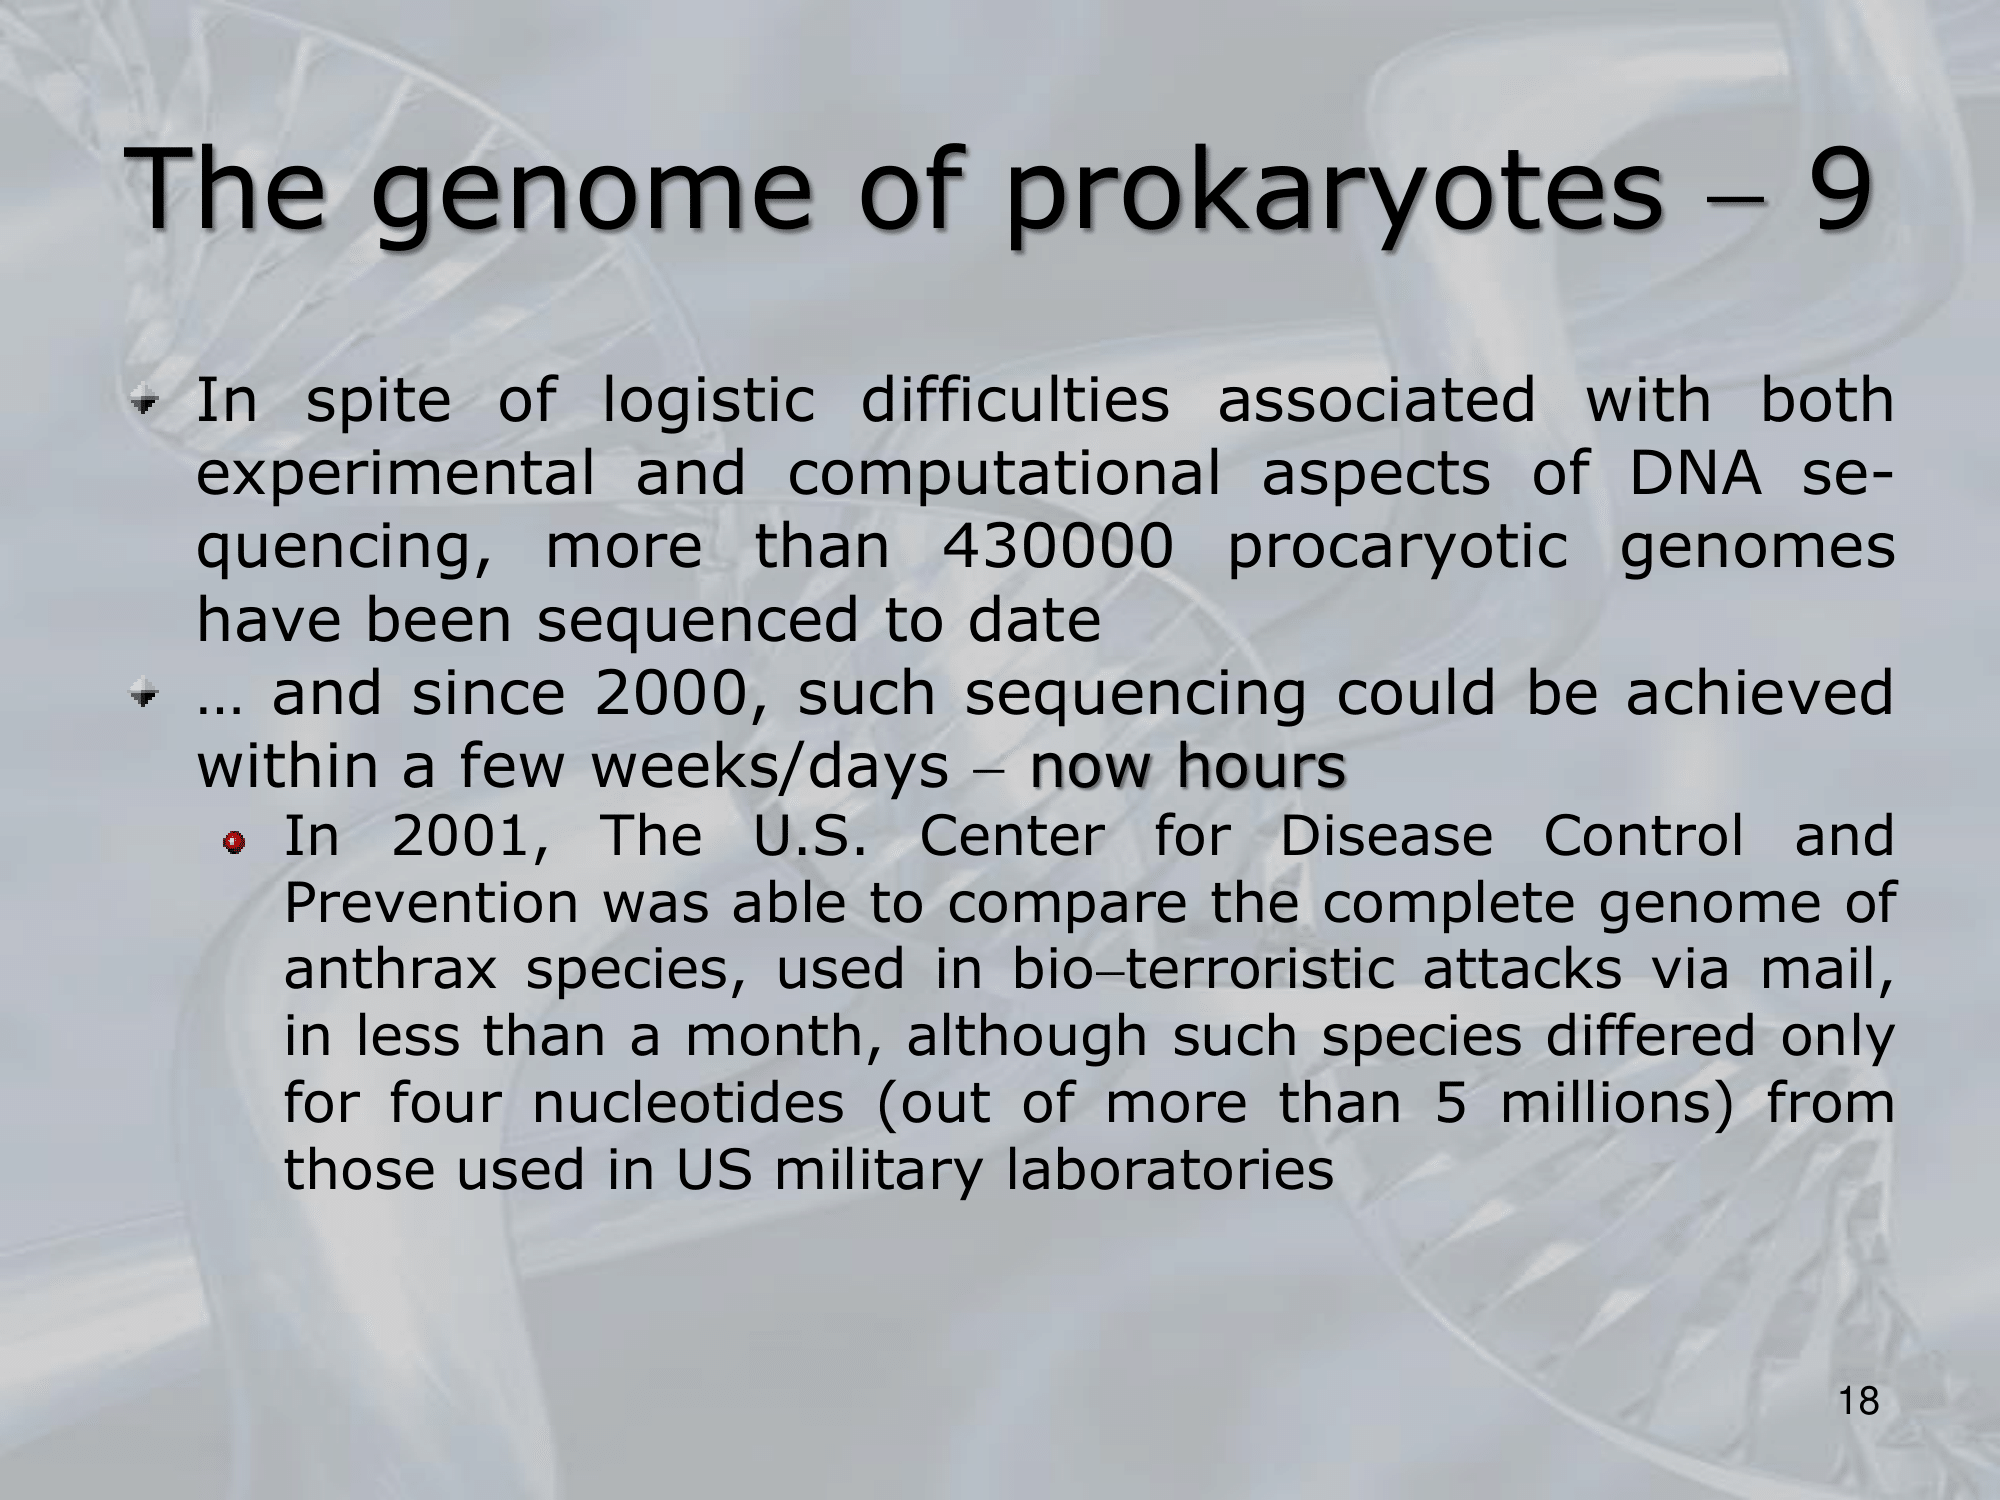 The genome of prokaryotes – 9
In spite of logistic difficulties associated with both
experimental and computational aspects of DNA se-
quencing, more than 430000 procaryotic genomes
have been sequenced to date
… and since 2000, such sequencing could be achieved
within a few weeks/days – now hours
In 2001, The U.S. Center for Disease Control and
Prevention was able to compare the complete genome of
anthrax species, used in bio–terroristic attacks via mail,
in less than a month, although such species differed only
for four nucleotides (out of more than 5 millions) from
those used in US military laboratories
18